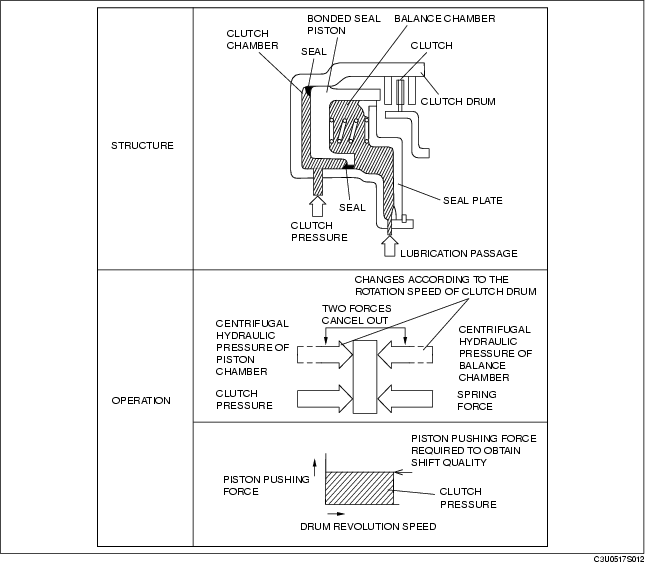 STRUCTURE
CLUTCH
CHAMBER
BONDED SEAL
PISTON
BALANCE CHAMBER
SEAL
CLUTCH
CLUTCH DRUM
SEAL
SEAL PLATE
CLUTCH
PRESSURE
LUBRICATION PASSAGE
OPERATION
CHANGES ACCORDING TO THE
ROTATION SPEED OF CLUTCH DRUM
TWO FORCES
CANCEL OUT
CENTRIFUGAL
HYDRAULIC
PRESSURE OF
PISTON
CHAMBER
CENTRIFUGAL
HYDRAULIC
PRESSURE OF
BALANCE
CHAMBER
CLUTCH
PRESSURE
SPRING
FORCE
PISTON PUSHING FORCE
REQUIRED TO OBTAIN
SHIFT QUALITY
PISTON PUSHING
FORCE
CLUTCH
PRESSURE
DRUM REVOLUTION SPEED
C3U0517S012